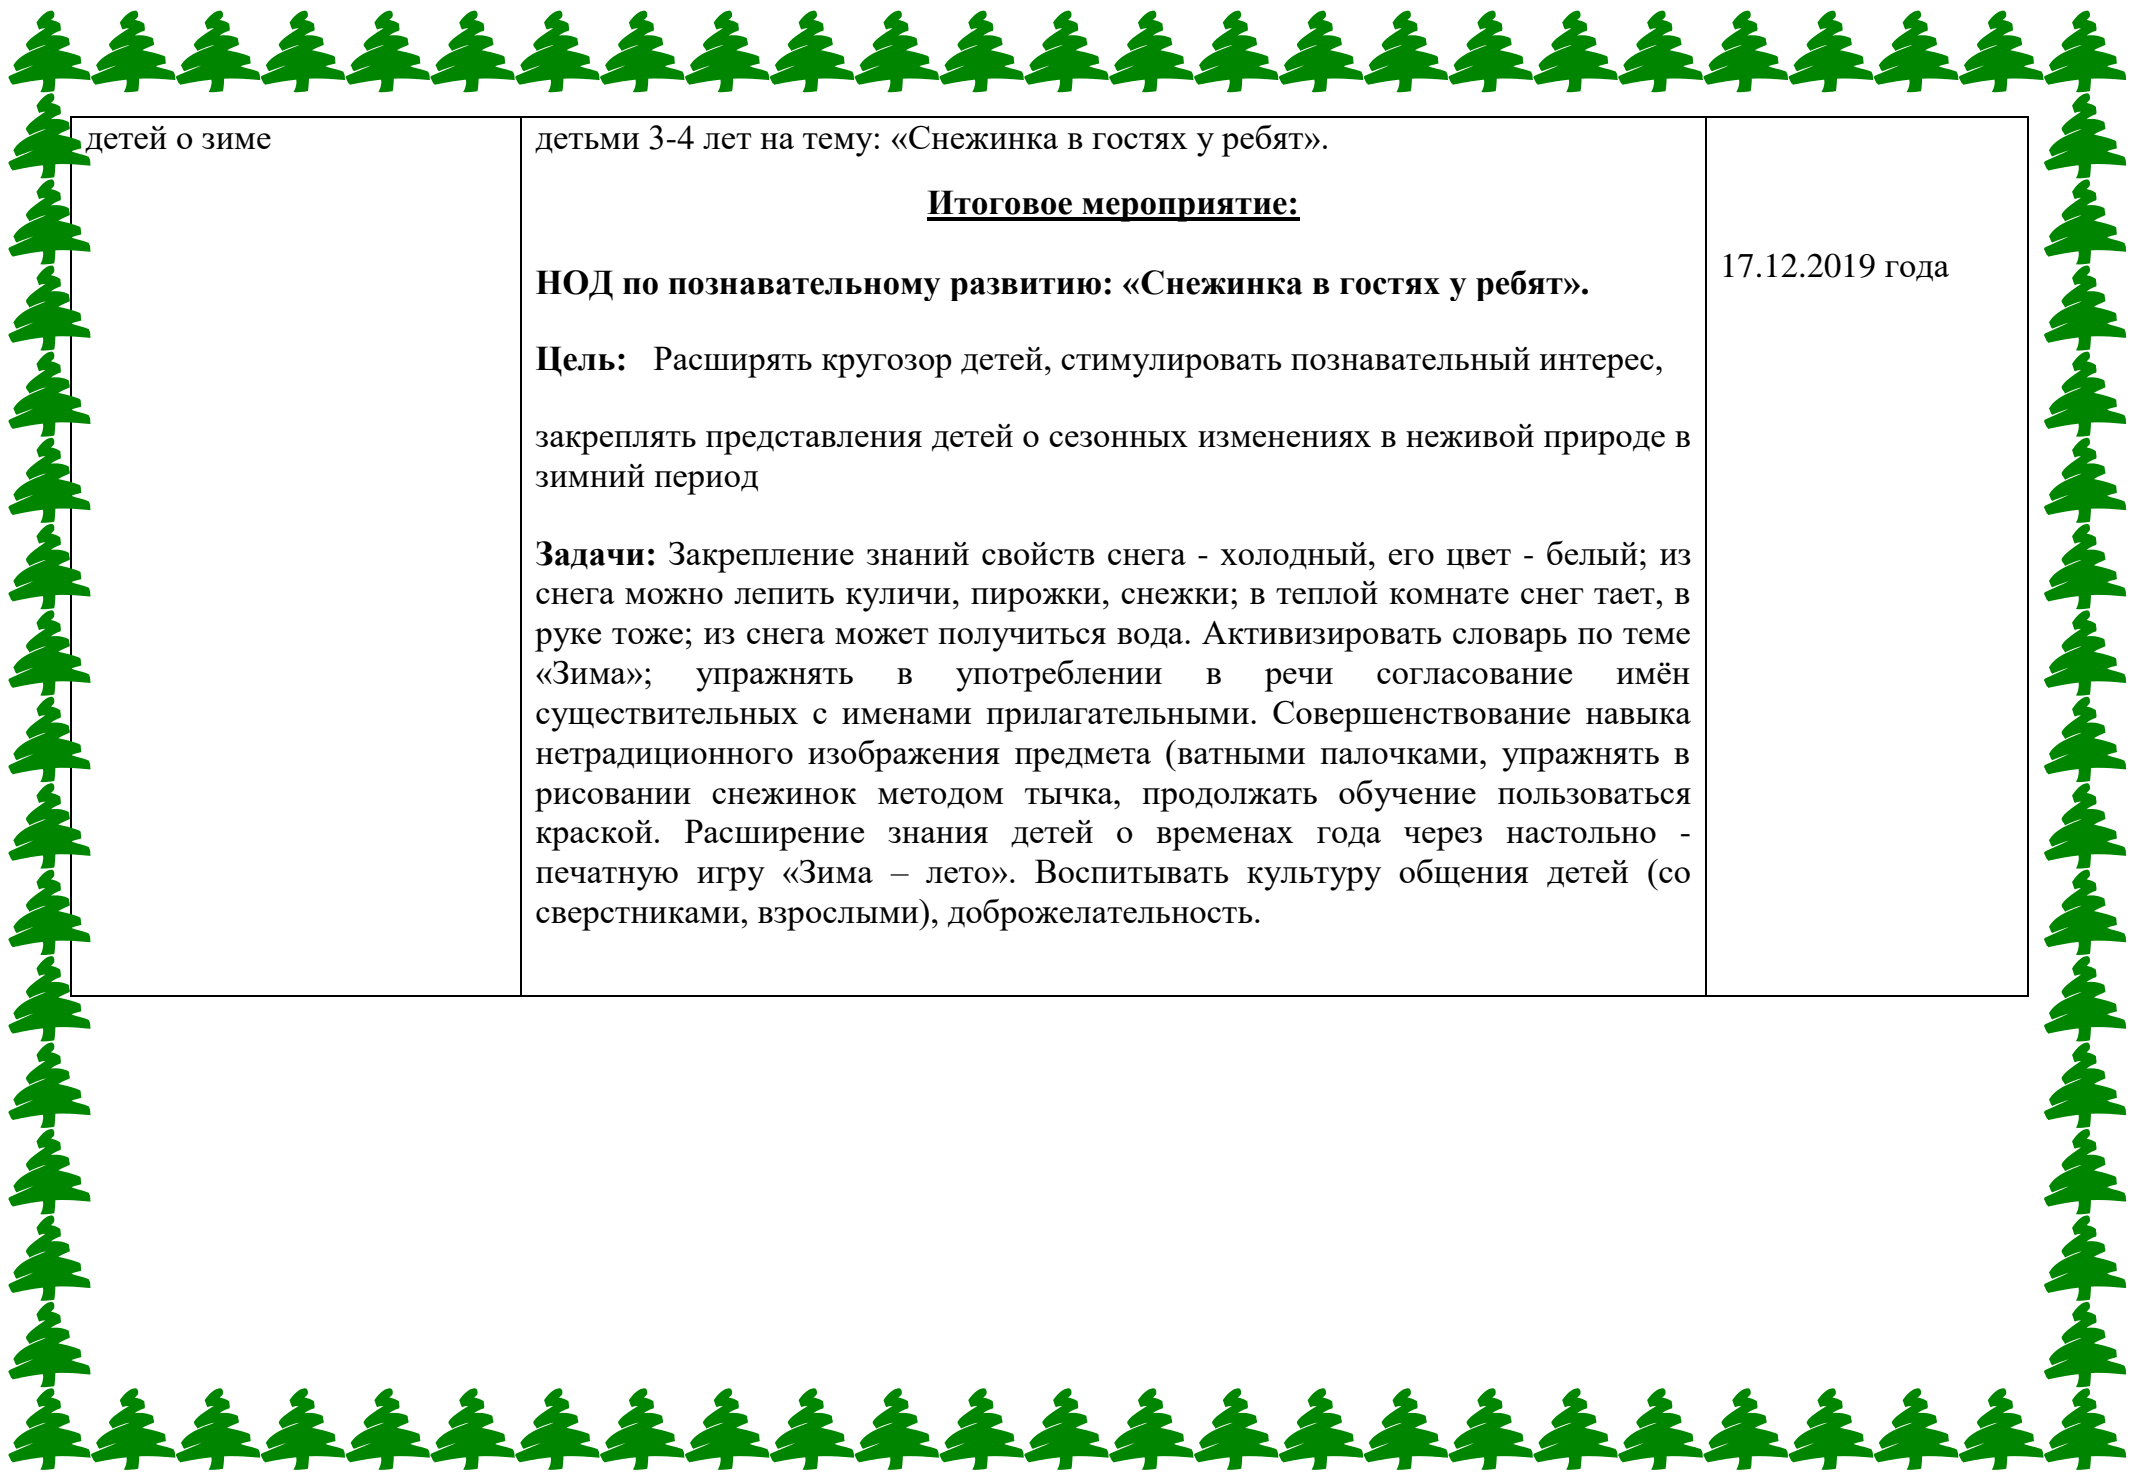 детей о зиме
детьми 3-4 лет на тему: «Снежинка в гостях у ребят».
Итоговое мероприятие:
НОД по познавательному развитию: «Снежинка в гостях у ребят».
Цель: Расширять кругозор детей, стимулировать познавательный интерес,
закреплять представления детей о сезонных изменениях в неживой природе в
зимний период
Задачи: Закрепление знаний свойств снега - холодный, его цвет - белый; из
снега можно лепить куличи, пирожки, снежки; в теплой комнате снег тает, в
руке тоже; из снега может получиться вода. Активизировать словарь по теме
«Зима»; упражнять в употреблении в речи согласование имён
существительных с именами прилагательными. Совершенствование навыка
нетрадиционного изображения предмета (ватными палочками, упражнять в
рисовании снежинок методом тычка, продолжать обучение пользоваться
краской. Расширение знания детей о временах года через настольно -
печатную игру «Зима – лето». Воспитывать культуру общения детей (со
сверстниками, взрослыми), доброжелательность.
17.12.2019 года